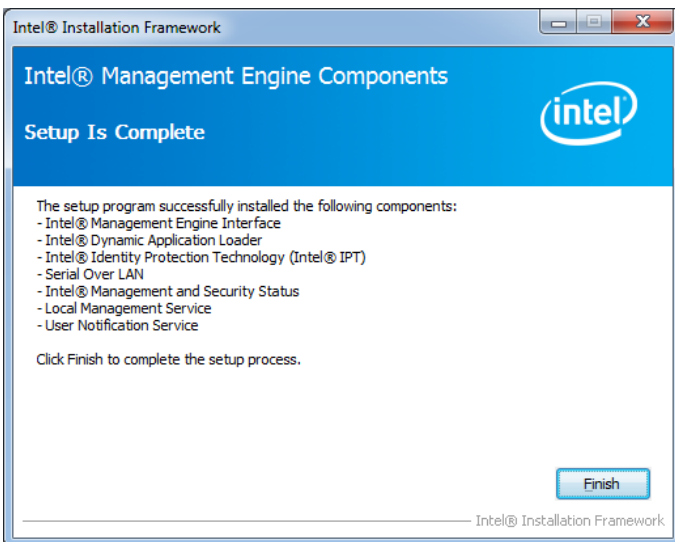 Intel® Installation Framework
Intel® Management Engine Components
intel
Setup Is Complete
The setup program successfully installed the following components:
- Intel® Management Engine Interface
- Intel® Dynamic Application Loader
- Intel® Identity Protection Technology (Intel® IPT)
- Serial Over LAN
- Intel® Management and Security Status
- Local Management Service
- User Notification Service
Click Finish to complete the setup process.
Finish
Intel® Installation Framework